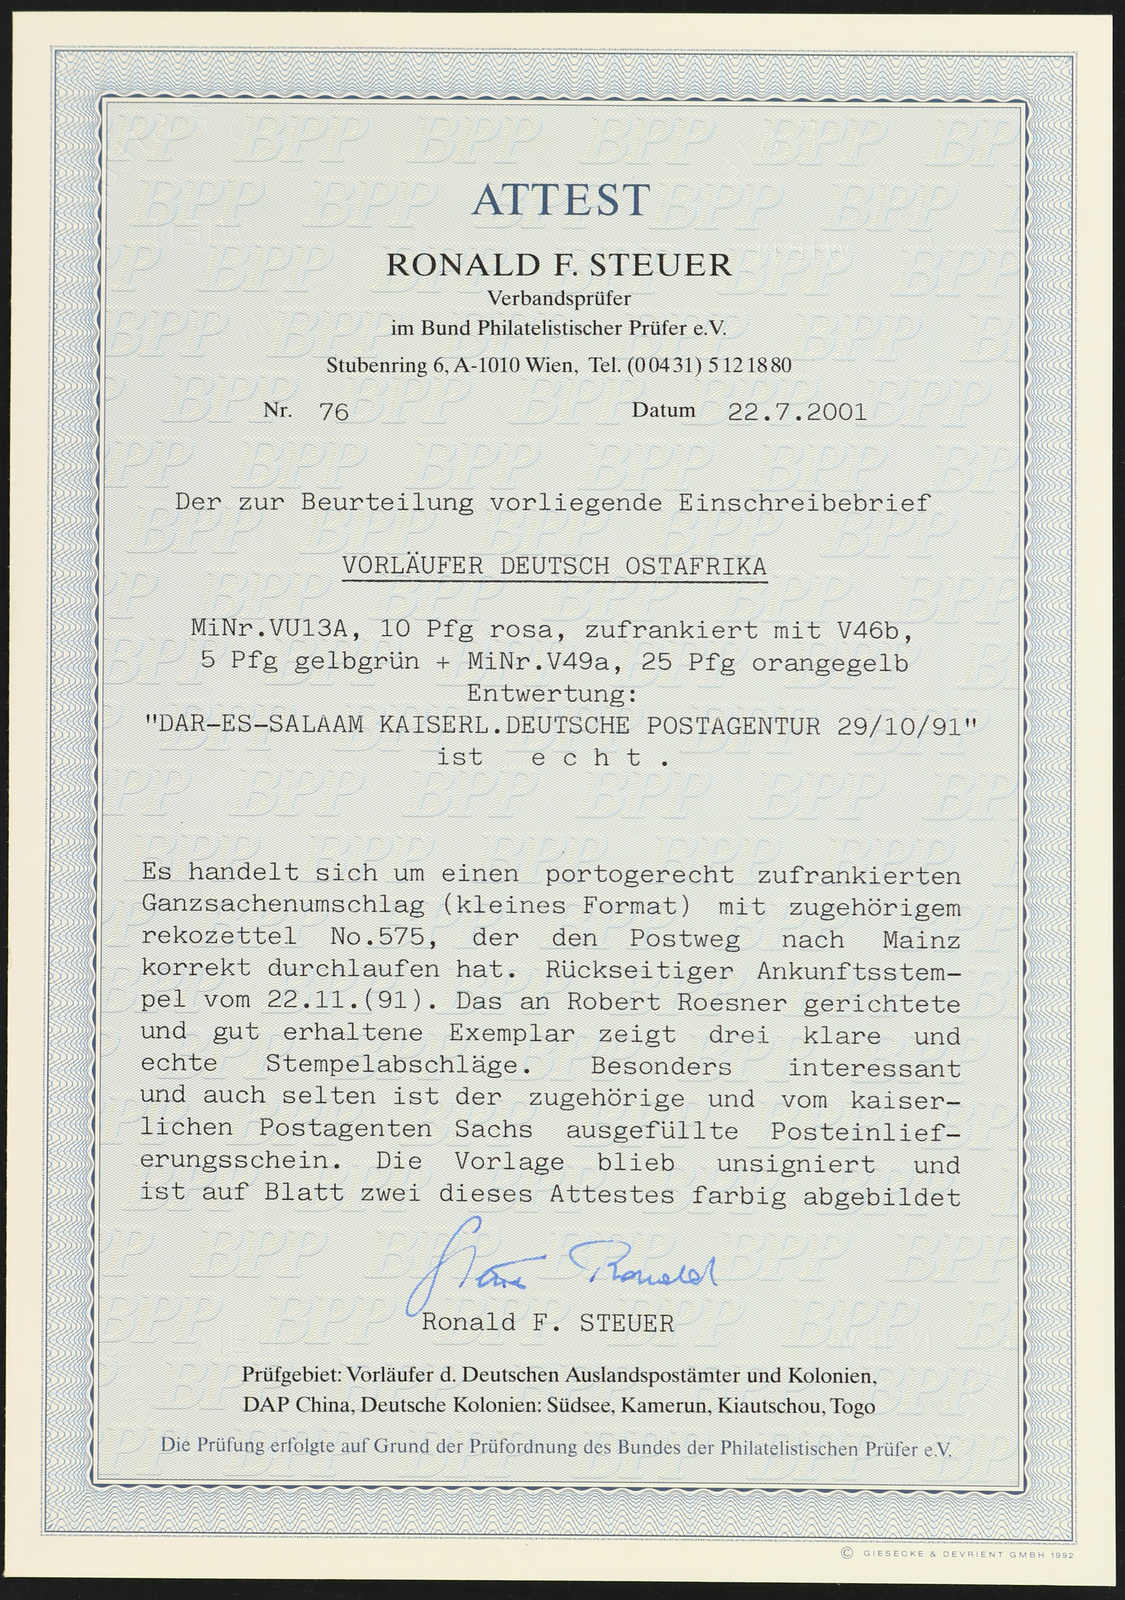 ATTEST
RONALD F. STEUER
Verbandsprüfer
im Bund Philatelistischer Prüfer e.V.
Stubenring 6, A-1010 Wien, Tel. (00431) 5121880
Nr. 76 Datum 22.7.2001
Der zur Beurteilung vorliegende Einschreibebrief
VORLÄUFER DEUTSCH OSTAFRIKA
MiNr.VU13A, 10 Pfg rosa, zufrankiert mit V46b,
5 Pfg gelbgrün + MiNr.V49a, 25 Pfg orangegelb
Entwertung:
"DAR-ES-SALAAM KAISERL.DEUTSCHE POSTAGENTUR 29/10/91"
ist e c h t .
Es handelt sich um einen portogerecht zufrankierten
Ganzsachenumschlag (kleines Format) mit zugehörigem
rekozettel No.575, der den Postweg nach Mainz
korrekt durchlaufen hat. Rückseitiger Ankunftsstem-
pel vom 22.11.(91). Das an Robert Roesner gerichtete
und gut erhaltene Exemplar zeigt drei klare und
echte Stempelabschläge. Besonders interessant
und auch selten ist der zugehörige und vom kaiser-
lichen Postagenten Sachs ausgefüllte Posteinlief-
erungsschein. Die Vorlage blieb unsigniert und
ist auf Blatt zwei dieses Attestes farbig abgebildet
Steuer Ronald
Ronald F. STEUER
Prüfgebiet: Vorläufer d. Deutschen Auslandspostämter und Kolonien,
DAP China, Deutsche Kolonien: Südsee, Kamerun, Kiautschou, Togo
Die Prüfung erfolgte auf Grund der Prüfordnung des Bundes der Philatelistischen Prüfer e.V.
© GIESECKE & DEVRIENT GMBH 1992